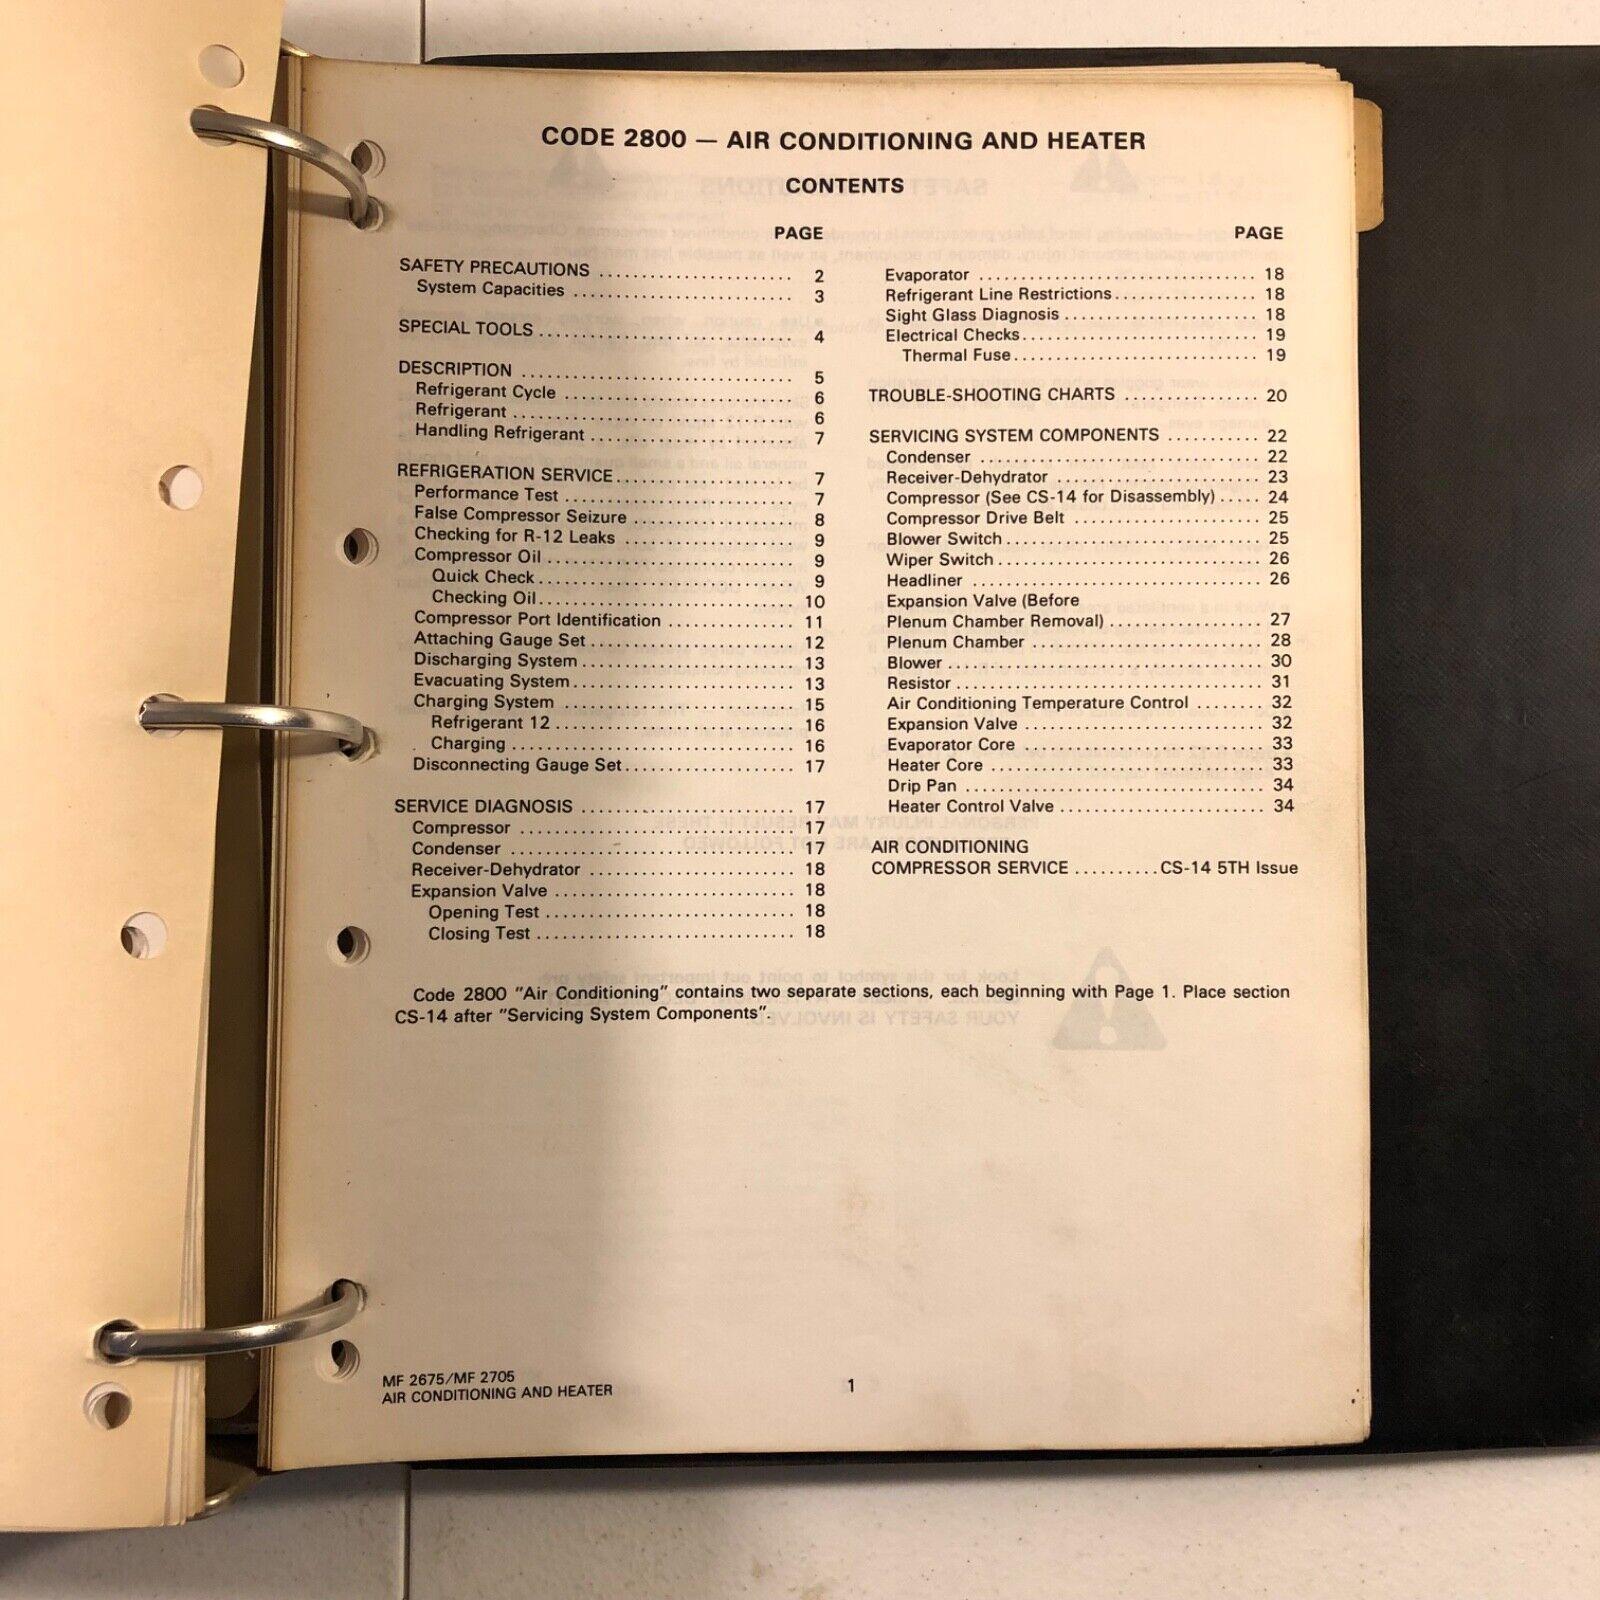 CODE 2800 — AIR CONDITIONING AND HEATER
CONTENTS
PAGE
SAFETY PRECAUTIONS ...................... 2
System Capacities ......................... 3
SPECIAL TOOLS ............................. 4
DESCRIPTION ............................... 5
Refrigerant Cycle ........................... 6
Refrigerant ................................ 6
Handling Refrigerant ....................... 7
REFRIGERATION SERVICE ..................... 7
Performance Test .......................... 7
False Compressor Seizure ................... 8
Checking for R-12 Leaks .................... 9
Compressor Oil ............................ 9
Quick Check ............................. 9
Checking Oil ............................. 10
Compressor Port Identification ............... 11
Attaching Gauge Set ........................ 12
Discharging System ......................... 13
Evacuating System .......................... 13
Charging System ........................... 15
Refrigerant 12 ............................ 16
Charging ................................ 16
Disconnecting Gauge Set .................... 17
SERVICE DIAGNOSIS ......................... 17
Compressor ................................ 17
Condenser ................................. 17
Receiver-Dehydrator ........................ 18
Expansion Valve ............................ 18
Opening Test ............................. 18
Closing Test .............................. 18
PAGE
Evaporator ................................ 18
Refrigerant Line Restrictions ................. 18
Sight Glass Diagnosis ....................... 18
Electrical Checks ........................... 19
Thermal Fuse ............................. 19
TROUBLE-SHOOTING CHARTS ................ 20
SERVICING SYSTEM COMPONENTS ........... 22
Condenser ................................ 22
Receiver-Dehydrator ........................ 23
Compressor (See CS-14 for Disassembly) ..... 24
Compressor Drive Belt ...................... 25
Blower Switch ............................. 25
Wiper Switch .............................. 26
Headliner ................................. 26
Expansion Valve (Before
Plenum Chamber Removal) .................. 27
Plenum Chamber ........................... 28
Blower .................................... 30
Resistor ................................... 31
Air Conditioning Temperature Control ........ 32
Expansion Valve ............................ 32
Evaporator Core ............................ 33
Heater Core ................................ 33
Drip Pan .................................. 34
Heater Control Valve ........................ 34
AIR CONDITIONING
COMPRESSOR SERVICE .......... CS-14 5TH Issue
Code 2800 "Air Conditioning" contains two separate sections, each beginning with Page 1. Place section
CS-14 after "Servicing System Components".
MF 2675/MF 2705
AIR CONDITIONING AND HEATER
1